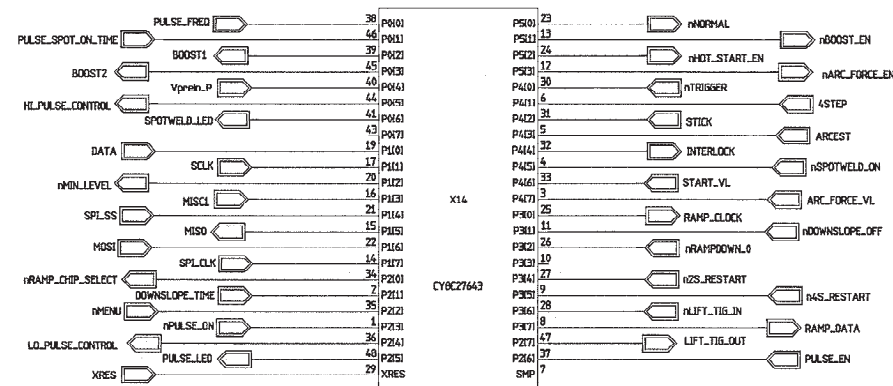 PULSE_FREQ 38 P0[0] P5[0] 23 nNORMAL
PULSE_SPOT_ON_TIME 46 P0[1] P5[1] 13 nBOOST_EN
BOOST1 39 P0[2] P5[2] 24 nHOT_START_EN
BOOST2 45 P0[3] P5[3] 12 nARC_FORCE_EN
Vprein_P 40 P0[4] P4[0] 30 nTRIGGER
HI_PULSE_CONTROL 44 P0[5] P4[1] 6 4STEP
SPOTWELD_LED 41 P0[6] P4[2] 31 STICK
43 P0[7] P4[3] 5 ARCEST
DATA 19 P1[0] P4[4] 32 INTERLOCK
SCLK 17 P1[1] P4[5] 4 nSPOTWELD_ON
nMIN_LEVEL 20 P1[2] P4[6] 33 START_VL
MISC1 16 P1[3] X14 P4[7] 3 ARC_FORCE_VL
SPI_SS 21 P1[4] P3[0] 25 RAMP_CLOCK
MISO 15 P1[5] P3[1] 11 nDOWNSLOPE_OFF
MOSI 22 P1[6] P3[2] 26 nRAMPDOWN_0
SPI_CLK 14 P1[7] P3[3] 10
nRAMP_CHIP_SELECT 34 P2[0] CY8C27643 P3[4] 27 n2S_RESTART
DOWNSLOPE_TIME 2 P2[1] P3[5] 9 n4S_RESTART
nMENU 35 P2[2] P3[6] 28 nLIFT_TIG_IN
nPULSE_ON 1 P2[3] P3[7] 8 RAMP_DATA
LO_PULSE_CONTROL 36 P2[4] P2[7] 47 LIFT_TIG_OUT
PULSE_LED 48 P2[5] P2[6] 37 PULSE_EN
XRES 29 XRES SMP 7